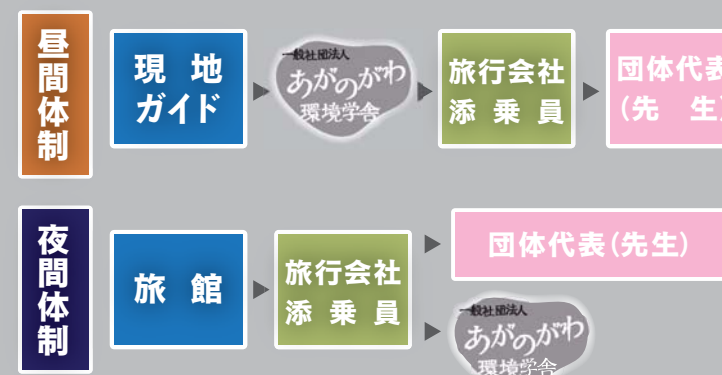 昼間体制
現地
ガイド
一般社団法人
あがのがわ
環境学舎
旅行会社
添乗員
団体代表
(先 生)
夜間体制
旅館
旅行会社
添乗員
団体代表(先生)
一般社団法人
あがのがわ
環境学舎